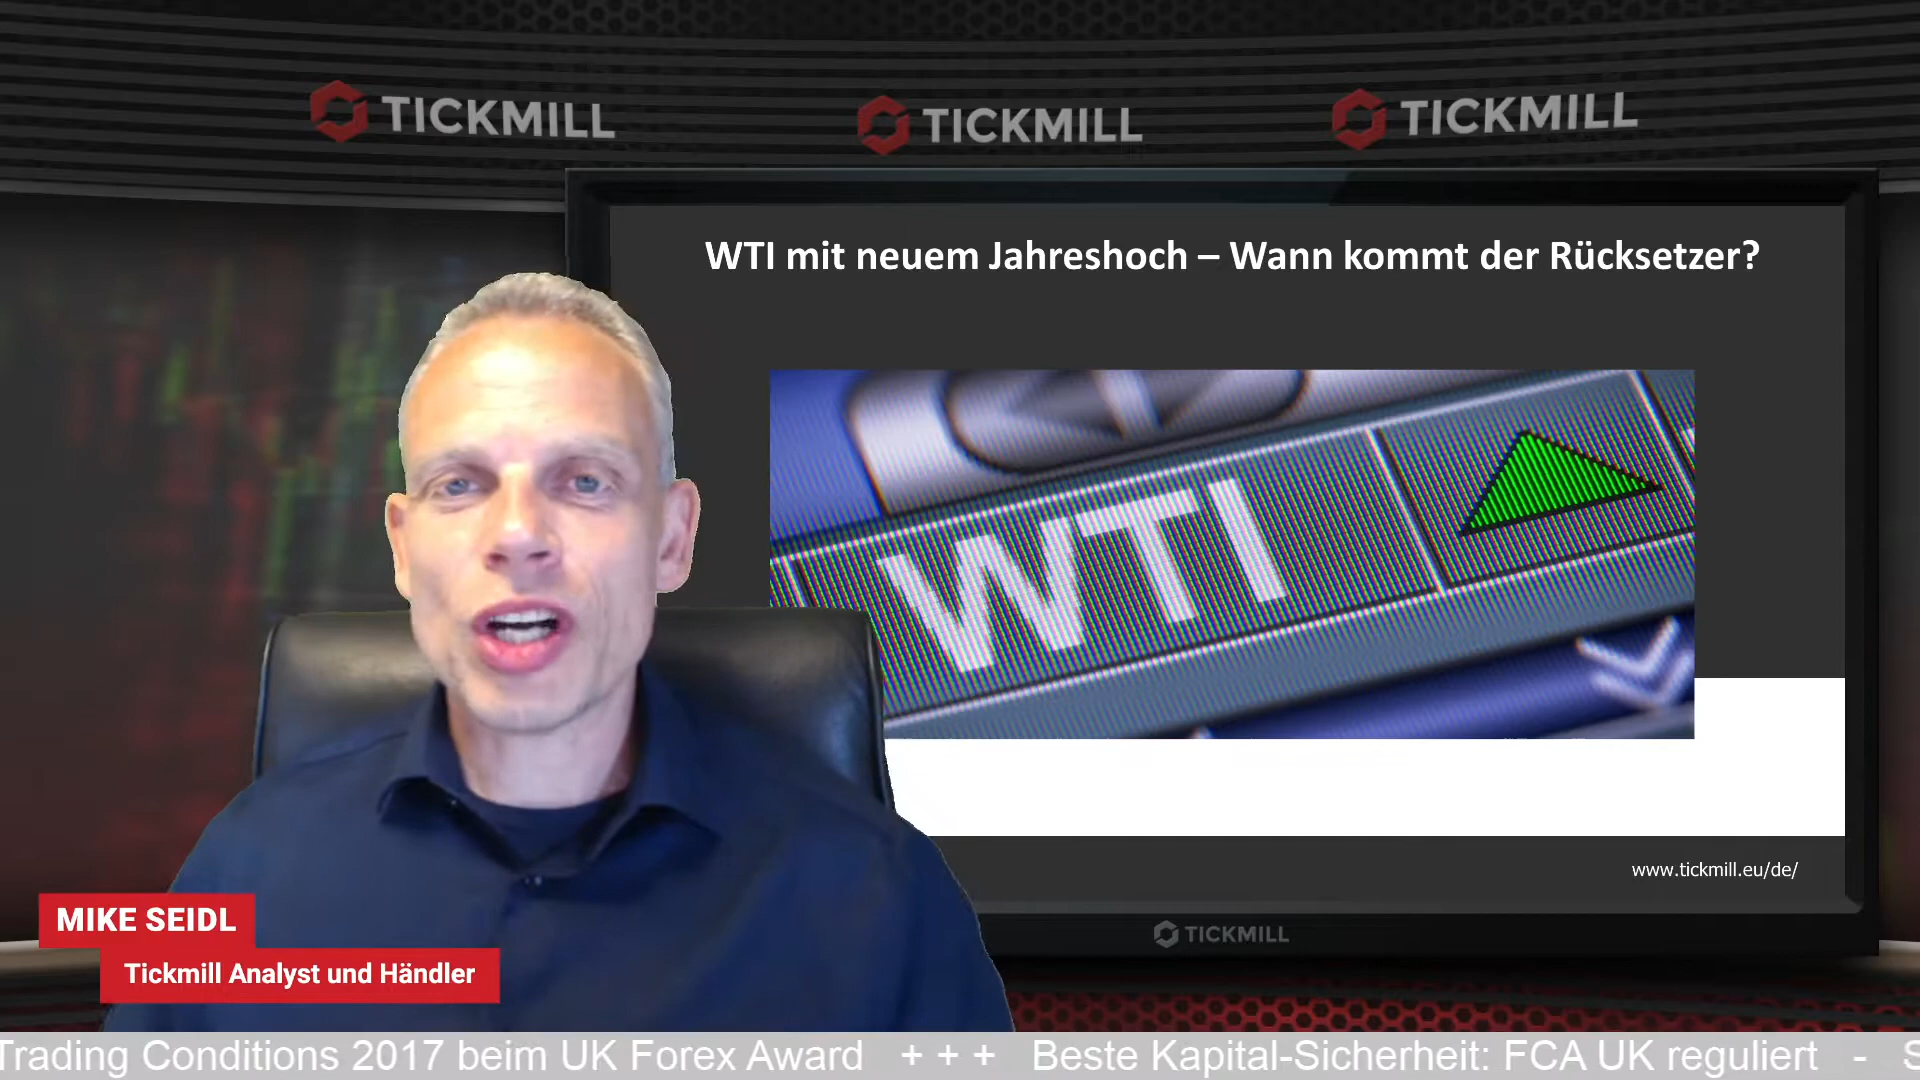 TICKMILL
TICKMILL
TICKMILL
WTI mit neuem Jahreshoch – Wann kommt der Rücksetzer?
WTI
www.tickmill.eu/de/
TICKMILL
MIKE SEIDL
Tickmill Analyst und Händler
Trading Conditions 2017 beim UK Forex Award + + + Beste Kapital-Sicherheit: FCA UK reguliert -